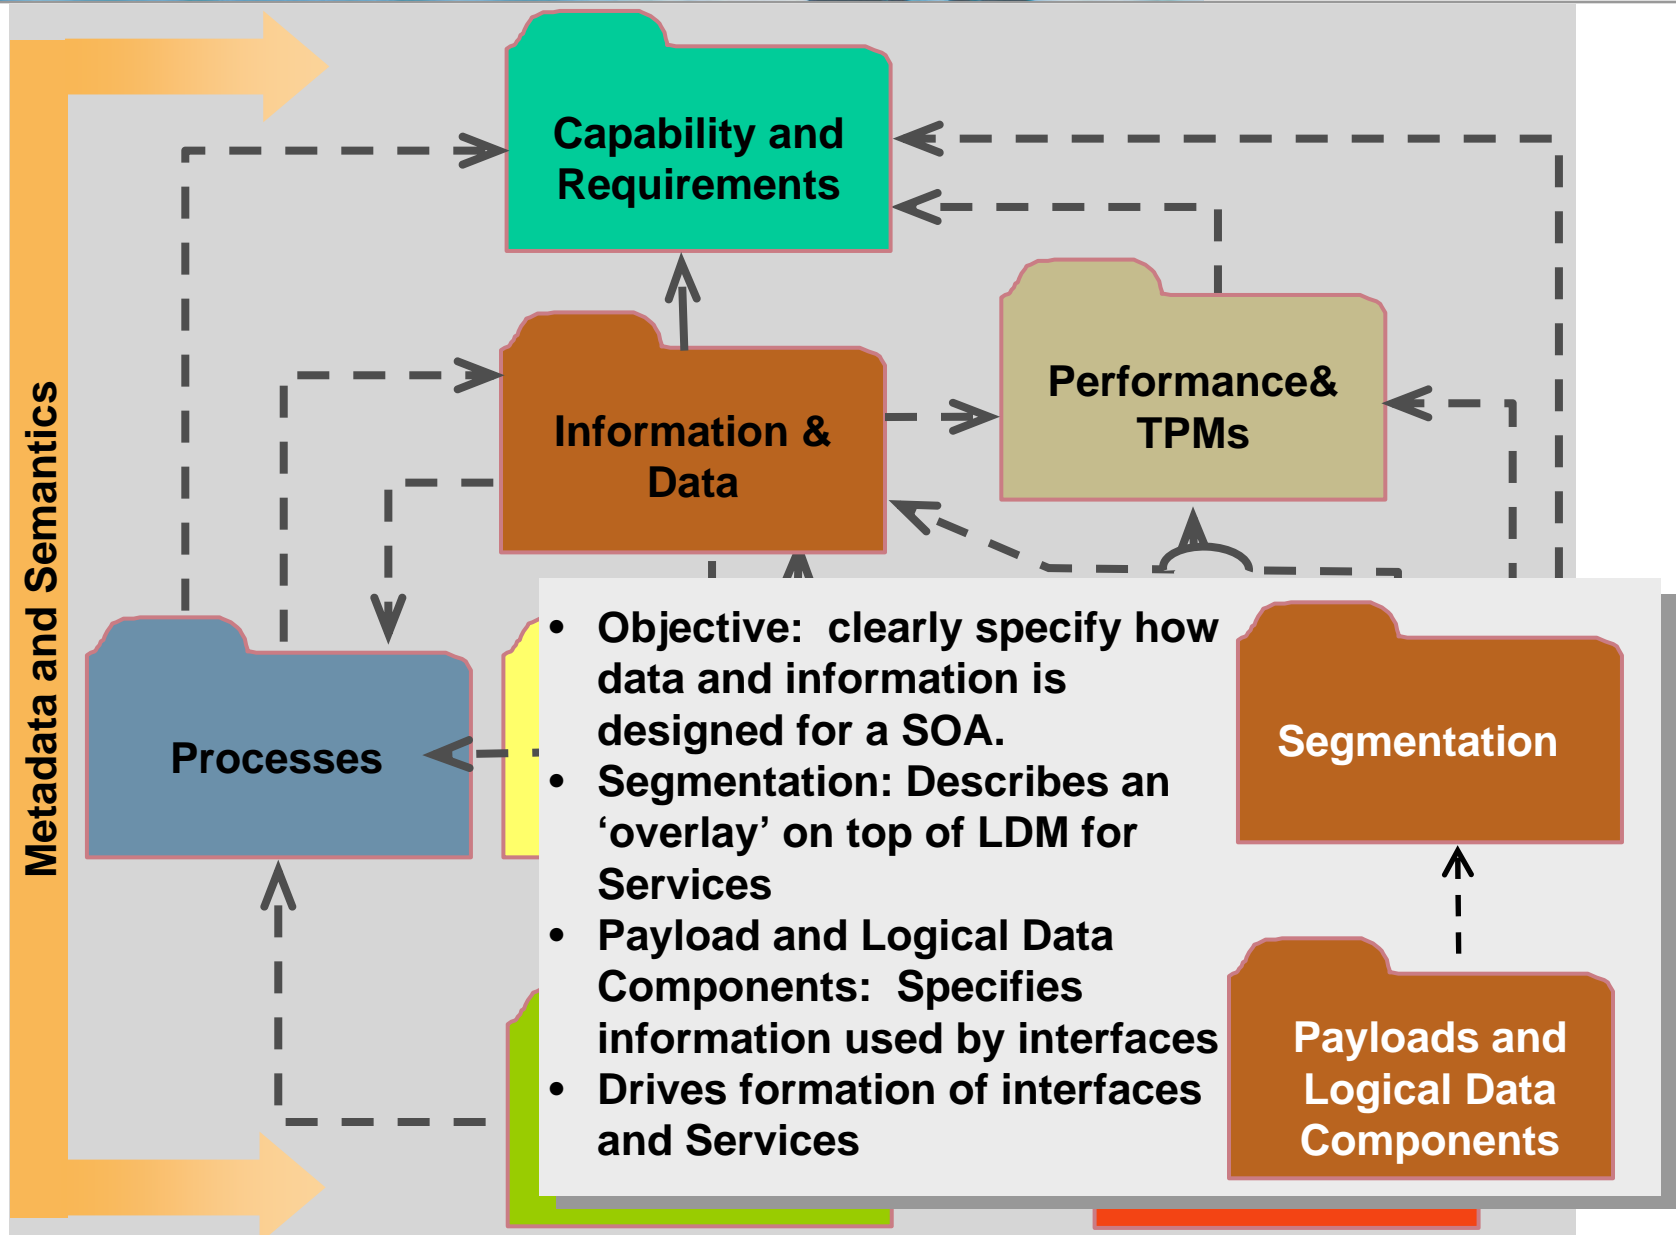 Capability and
Requirements
Performance&
TPMs
Information &
Data
Metadata and Semantics
Processes
• Objective:  clearly specify how
data and information is
designed for a SOA.
• Segmentation: Describes an
‘overlay’ on top of LDM for
Services
• Payload and Logical Data
Components:  Specifies
information used by interfaces
• Drives formation of interfaces
and Services
Segmentation
Payloads and
Logical Data
Components